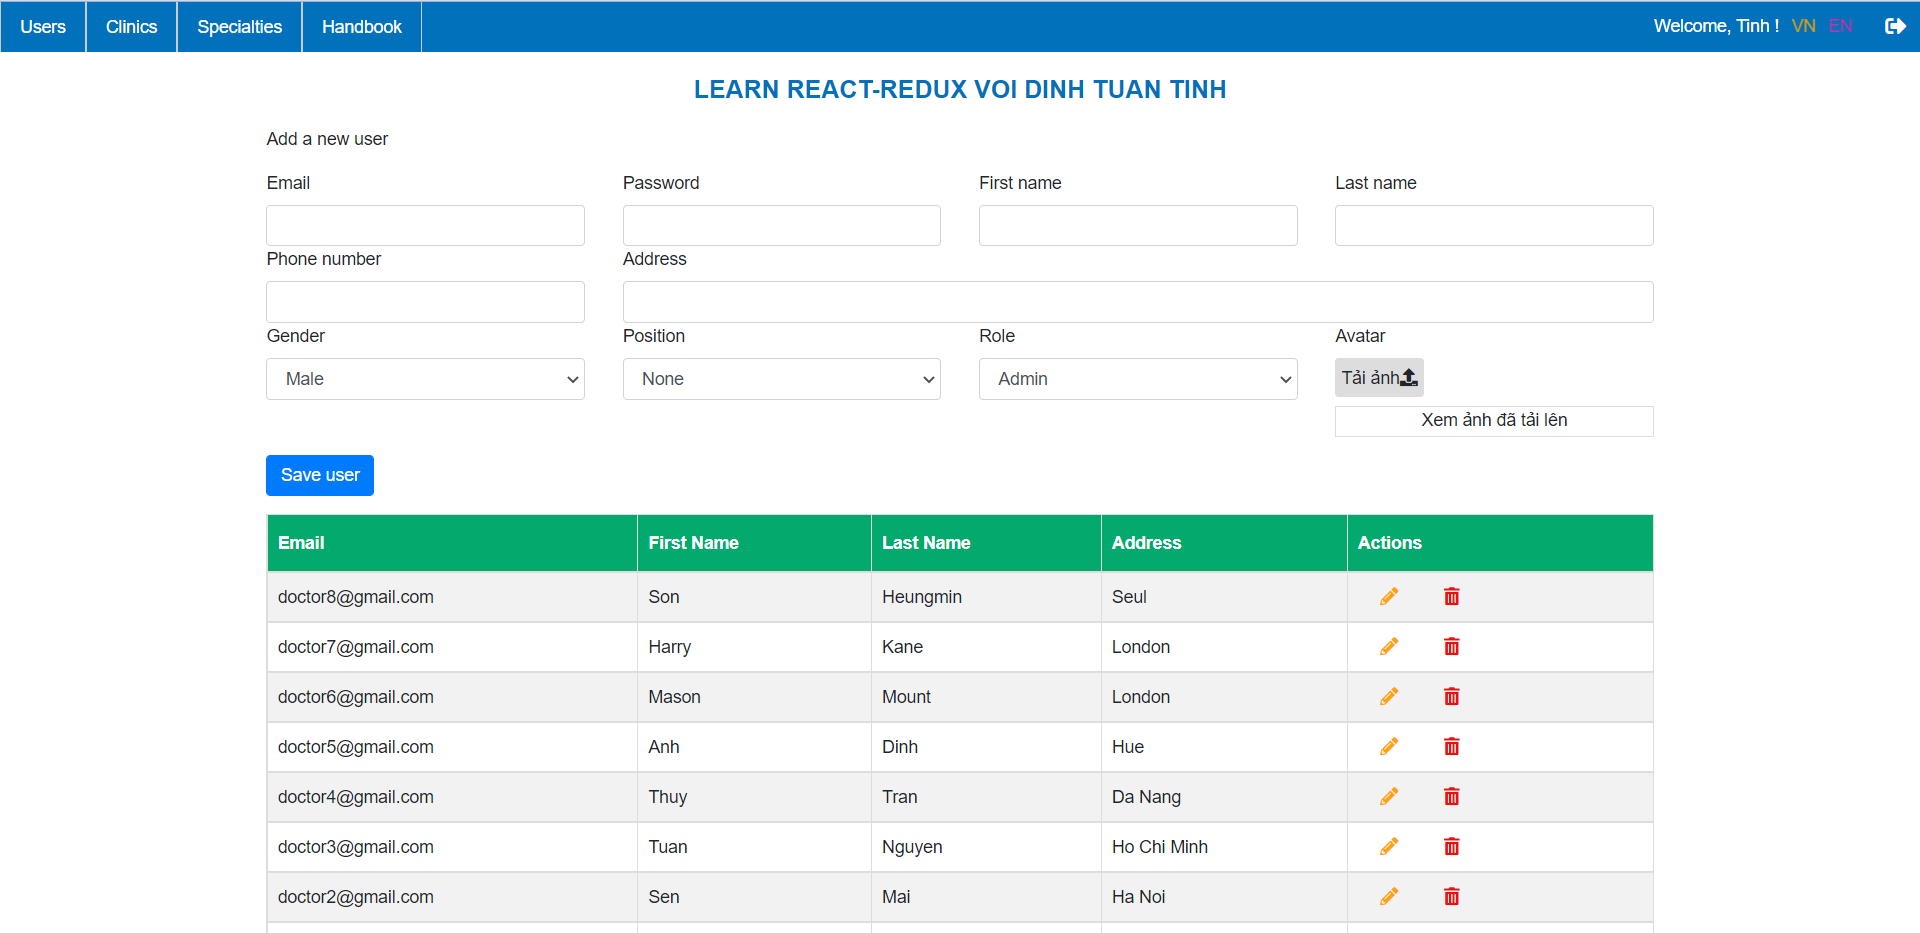 Users Clinics Specialties Handbook Welcome, Tinh ! VN EN
LEARN REACT-REDUX VOI DINH TUAN TINH
Add a new user
Email Password First name Last name
Phone number Address
Gender Position Role Avatar
Male None Admin Tải ảnh
Xem ảnh đã tải lên
Save user
Email First Name Last Name Address Actions
doctor8@gmail.com Son Heungmin Seul
doctor7@gmail.com Harry Kane London
doctor6@gmail.com Mason Mount London
doctor5@gmail.com Anh Dinh Hue
doctor4@gmail.com Thuy Tran Da Nang
doctor3@gmail.com Tuan Nguyen Ho Chi Minh
doctor2@gmail.com Sen Mai Ha Noi